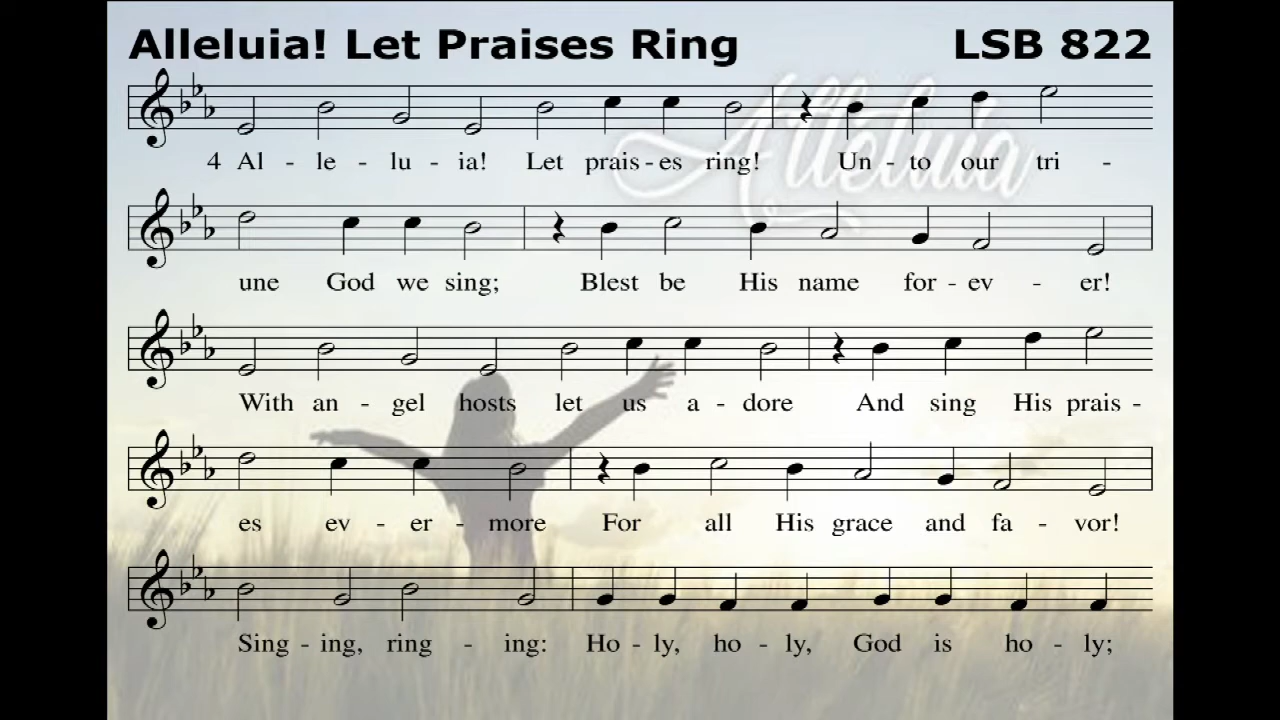 Alleluia! Let Praises Ring LSB 822
Alleluia
4 Al - le - lu - ia! Let prais - es ring! Un - to our tri -
une God we sing; Blest be His name for - ev - er!
With an - gel hosts let us a - dore And sing His prais -
es ev - er - more For all His grace and fa - vor!
Sing - ing, ring - ing: Ho - ly, ho - ly, God is ho - ly;